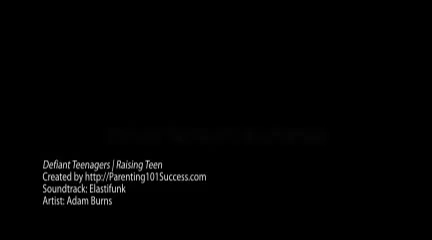 Defiant Teenagers | Raising Teen
Created by http://Parenting101Success.com
Soundtrack: Elastifunk
Artist: Adam Burns